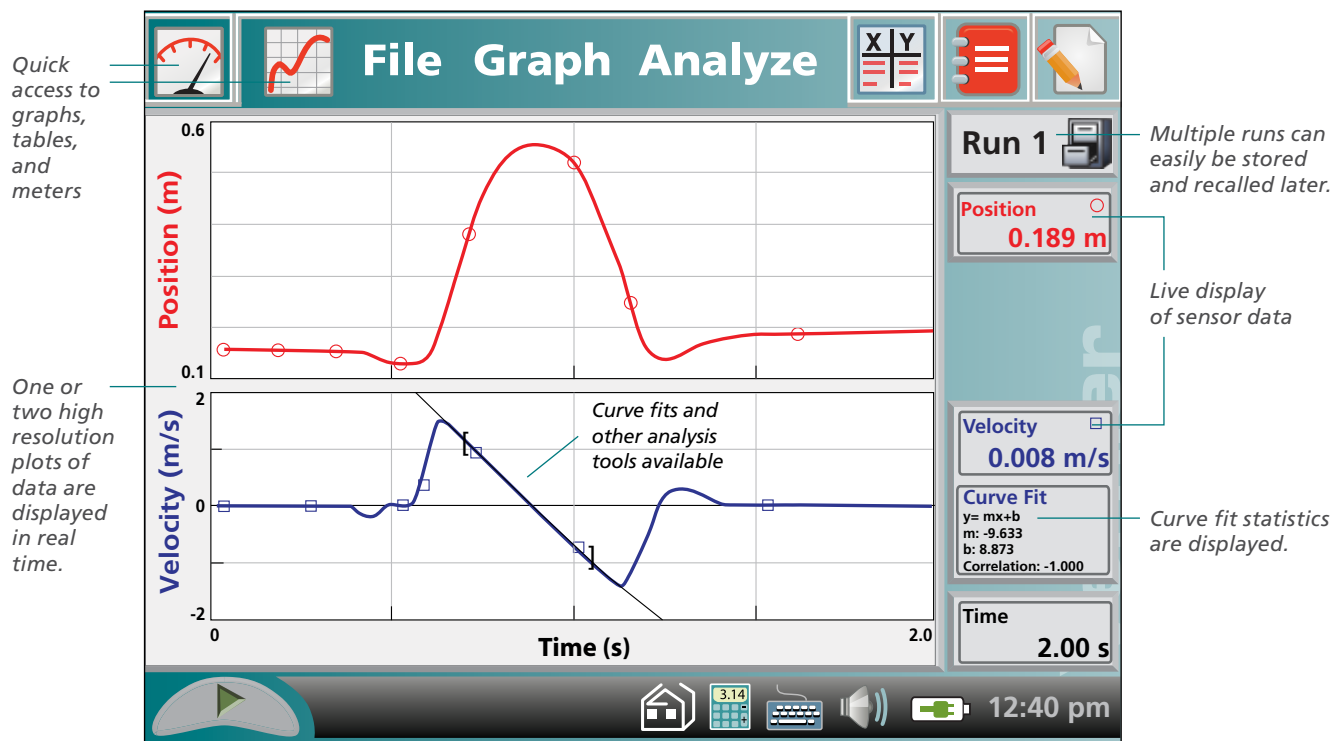 File Graph Analyze
X Y
Quick
access to
graphs,
tables,
and
meters
0.6
Position (m)
0.1
Run 1
Multiple runs can
easily be stored
and recalled later.
Position
0.189 m
Live display
of sensor data
One or
two high
resolution
plots of
data are
displayed
in real
time.
2
Velocity (m/s)
0
-2
Curve fits and
other analysis
tools available
[
]
Velocity
0.008 m/s
Curve Fit
y= mx+b
m: -9.633
b: 8.873
Correlation: -1.000
Curve fit statistics
are displayed.
0
Time (s)
2.0
Time
2.00 s
3.14
12:40 pm